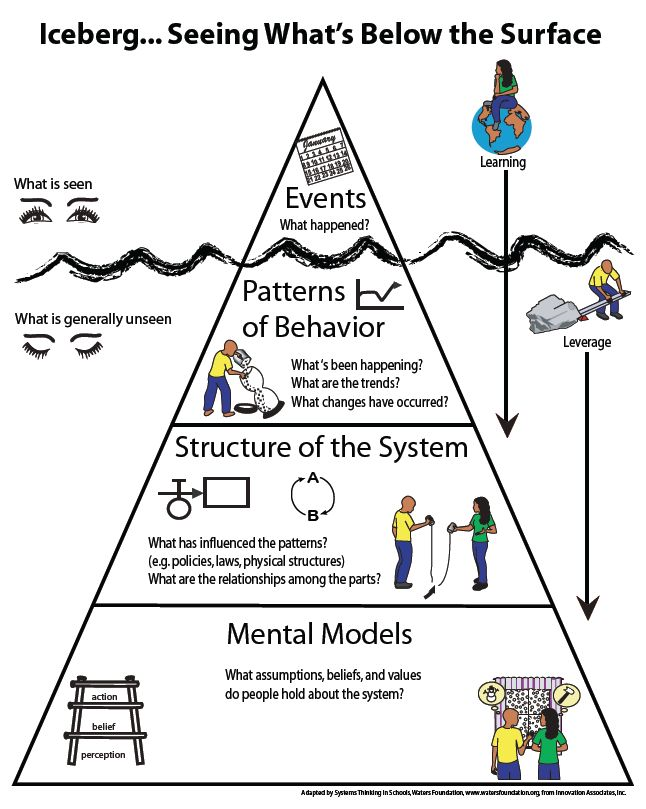 Iceberg... Seeing What's Below the Surface
Learning
January
What is seen
Events
What happened?
Patterns
of Behavior
What is generally unseen
Leverage
What's been happening?
What are the trends?
What changes have occurred?
Structure of the System
A
B
What has influenced the patterns?
(e.g. policies, laws, physical structures)
What are the relationships among the parts?
Mental Models
What assumptions, beliefs, and values
do people hold about the system?
action
belief
perception
Adapted by Systems Thinking in Schools, Waters Foundation, www.watersfoundation.org, from Innovation Associates, Inc.